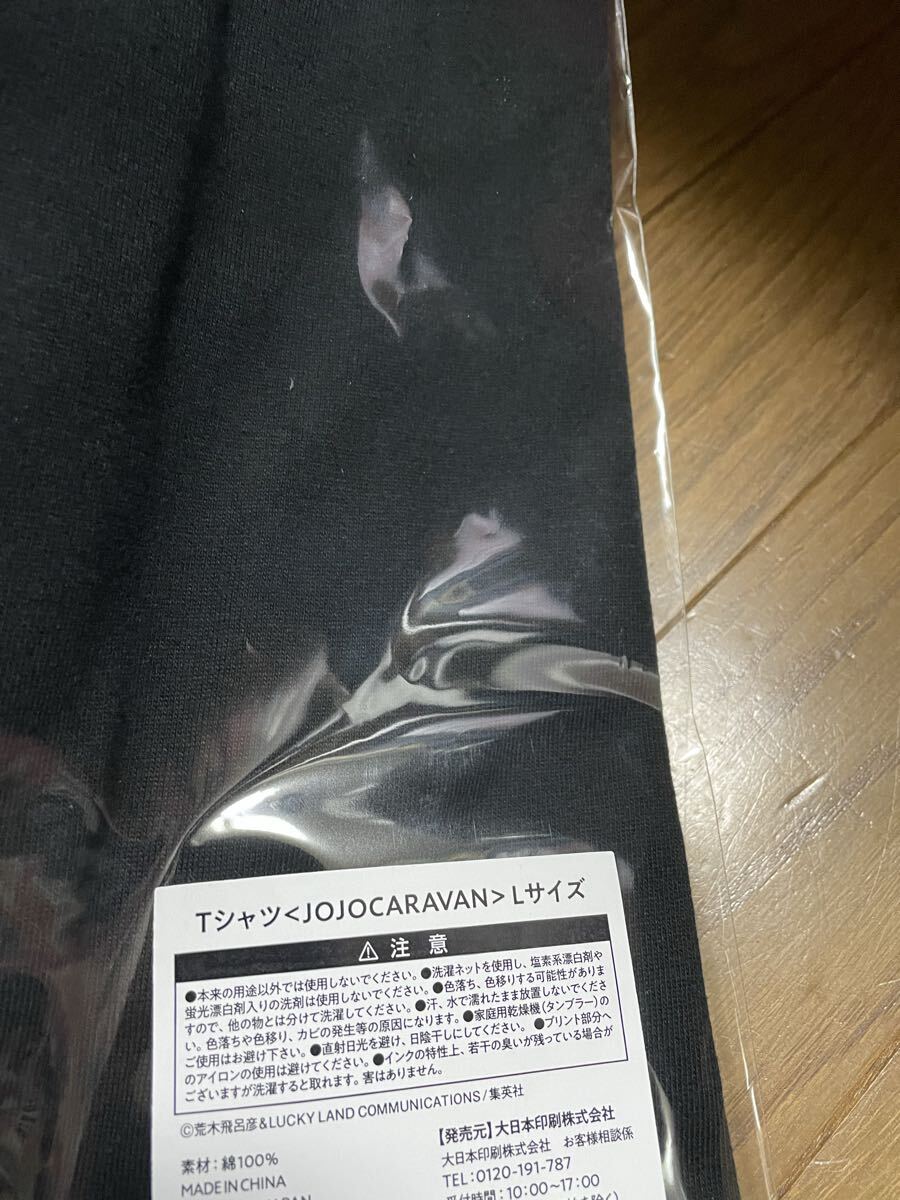 Tシャツ<JOJOCARAVAN> Lサイズ
⚠ 注 意
●本来の用途以外では使用しないでください。●洗濯ネットを使用し、塩素系漂白剤や
蛍光漂白剤入りの洗剤は使用しないでください。●色落ち、色移りする可能性がありま
すので、他の物とは分けて洗濯してください。●汗、水で濡れたまま放置しないでくださ
い。色落ちや色移り、カビの発生等の原因になります。●家庭用乾燥機(タンブラー)の
ご使用はお避け下さい。●直射日光を避け、日陰干しにしてください。●プリント部分へ
のアイロンの使用は避けてください。●インクの特性上、若干の臭いが残っている場合が
ございますが洗濯すると取れます。害はありません。
©荒木飛呂彦&LUCKY LAND COMMUNICATIONS/集英社
素材:綿100%
MADE IN CHINA
【発売元】大日本印刷株式会社
大日本印刷株式会社 お客様相談係
TEL:0120-191-787
受付時間:10:00~17:00